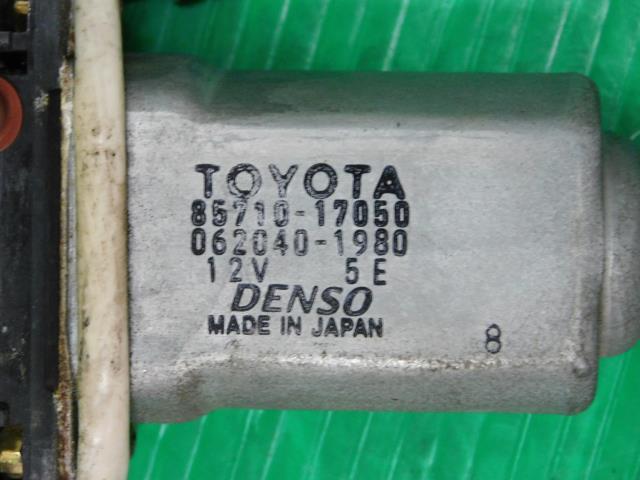 TOYOTA
85710-17050
062040-1980
12V 5E
DENSO
MADE IN JAPAN
8